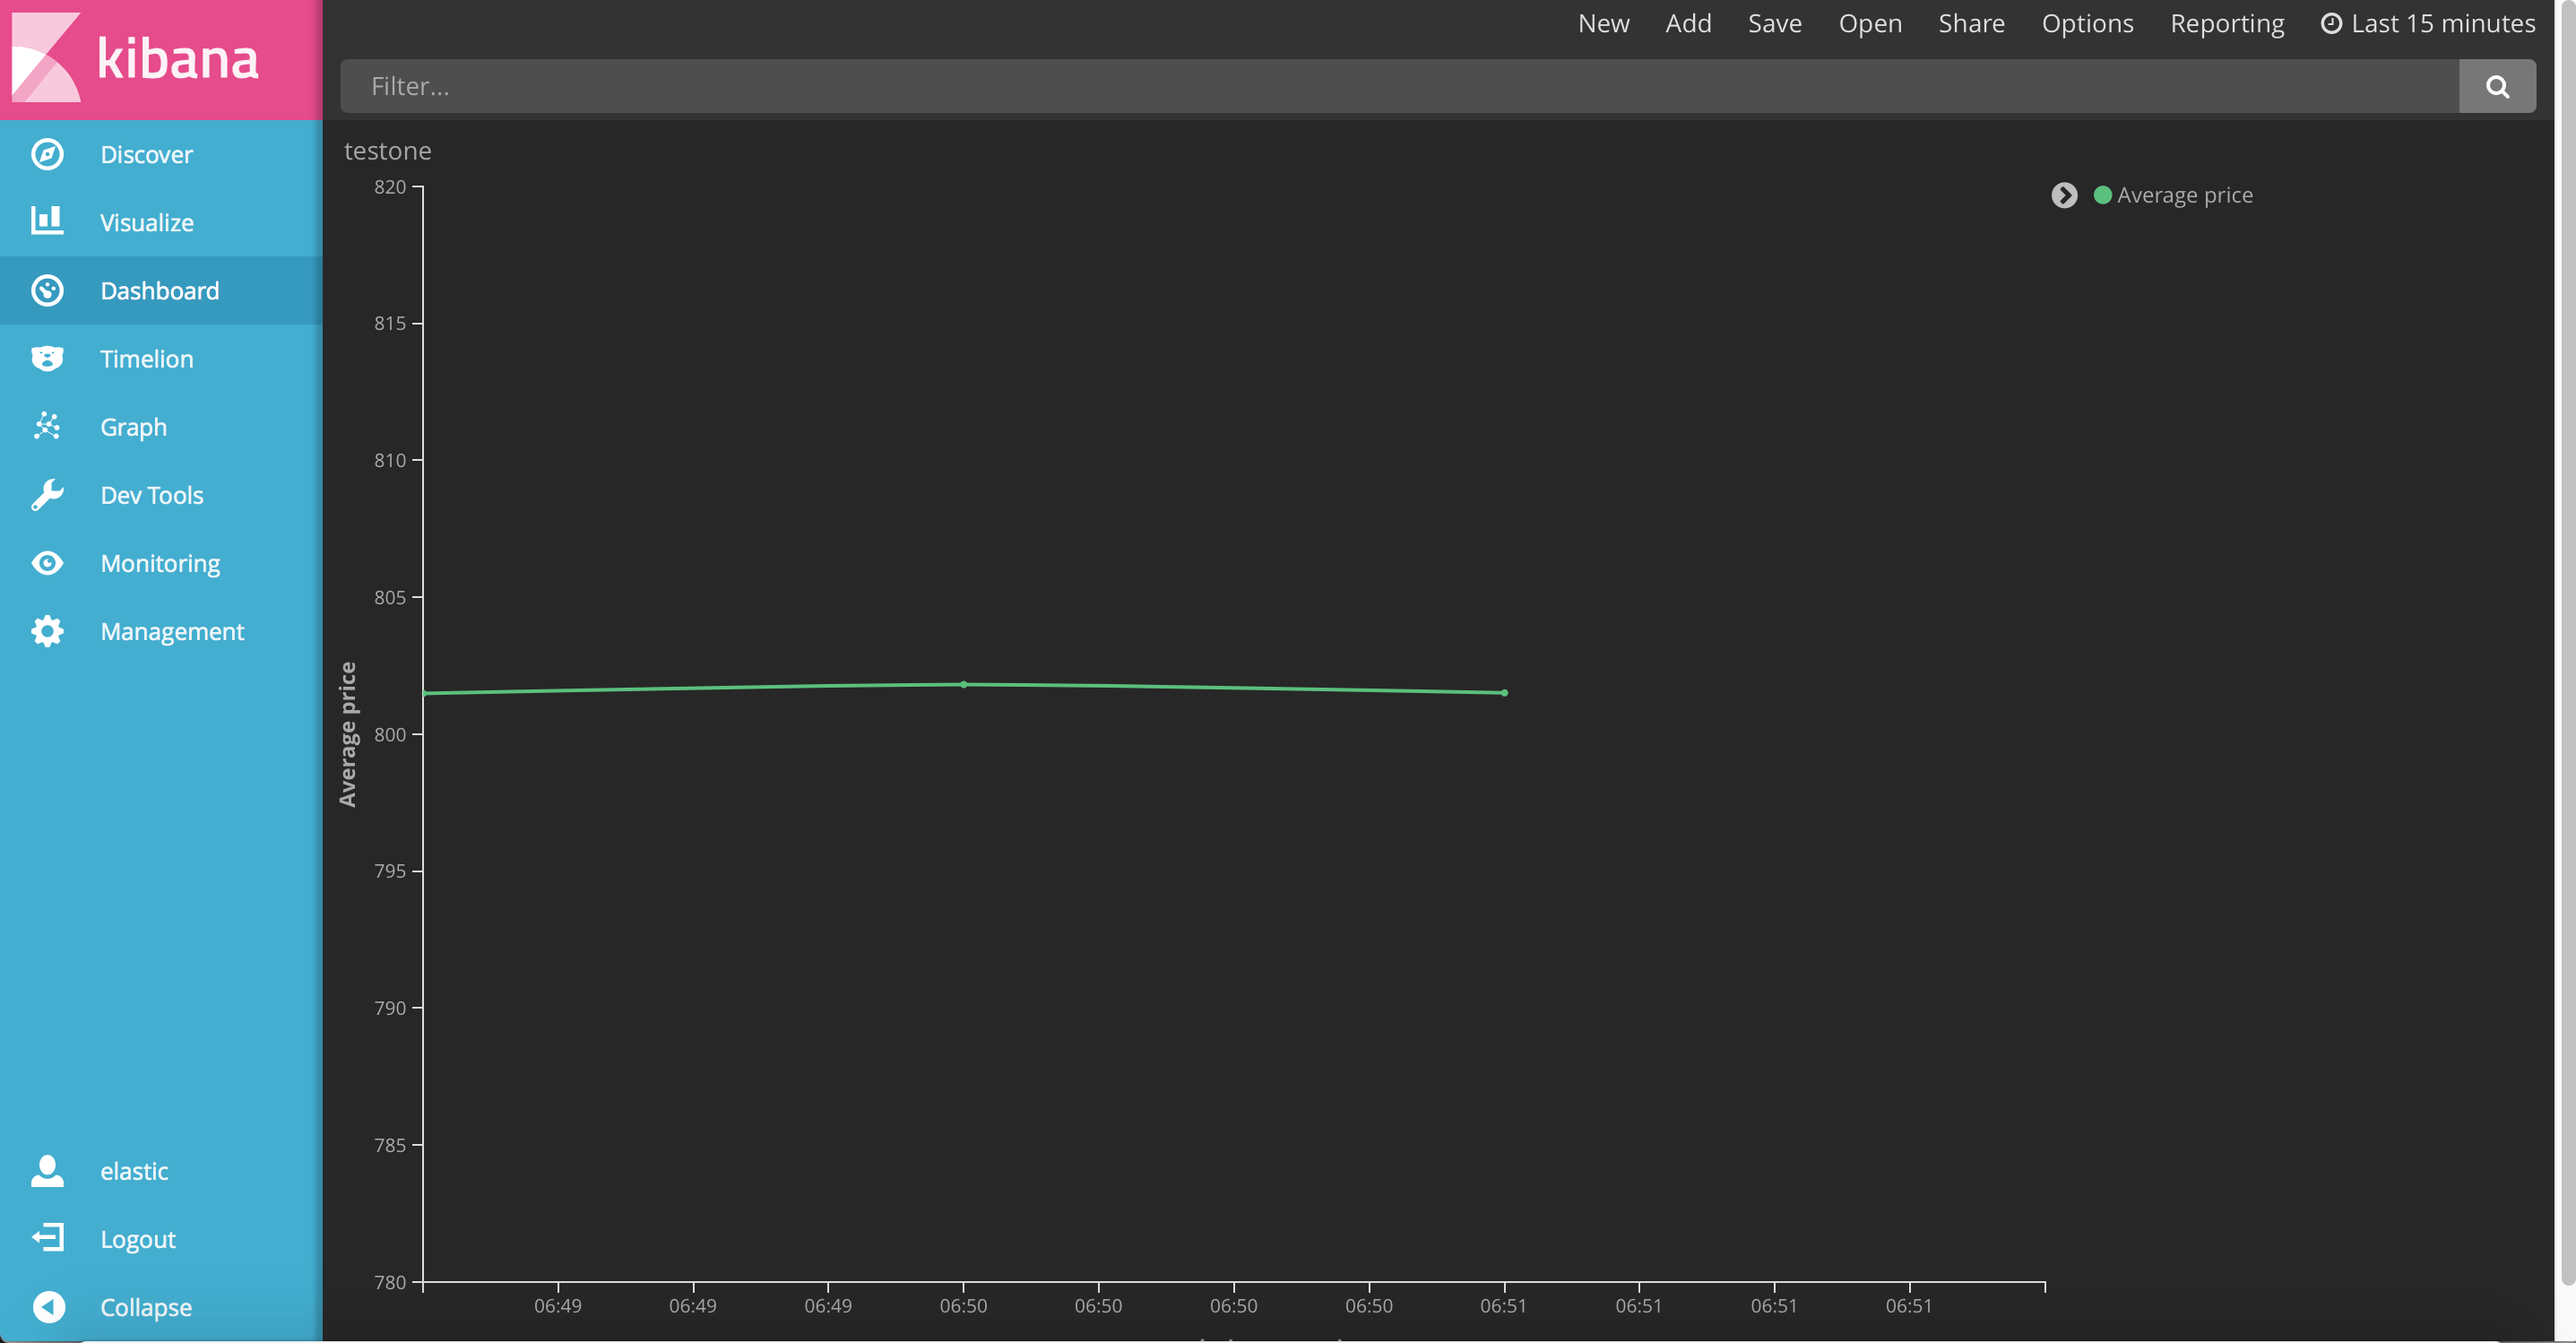 kibana
New Add Save Open Share Options Reporting Last 15 minutes
Filter...
Discover
Visualize
Dashboard
Timelion
Graph
Dev Tools
Monitoring
Management
elastic
Logout
Collapse
testone
Average price
820
815
810
805
800
795
790
785
780
Average price
06:49 06:49 06:49 06:50 06:50 06:50 06:50 06:51 06:51 06:51 06:51